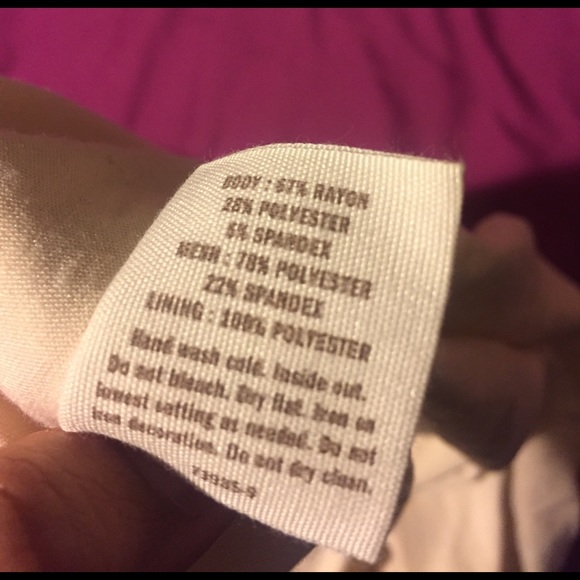 BODY : 67% RAYON
28% POLYESTER
5% SPANDEX
MESH : 78% POLYESTER
22% SPANDEX
LINING : 100% POLYESTER
Hand wash cold. Inside out.
Do not bleach. Dry flat. Iron on
lowest setting as needed. Do not
iron decoration. Do not dry clean.